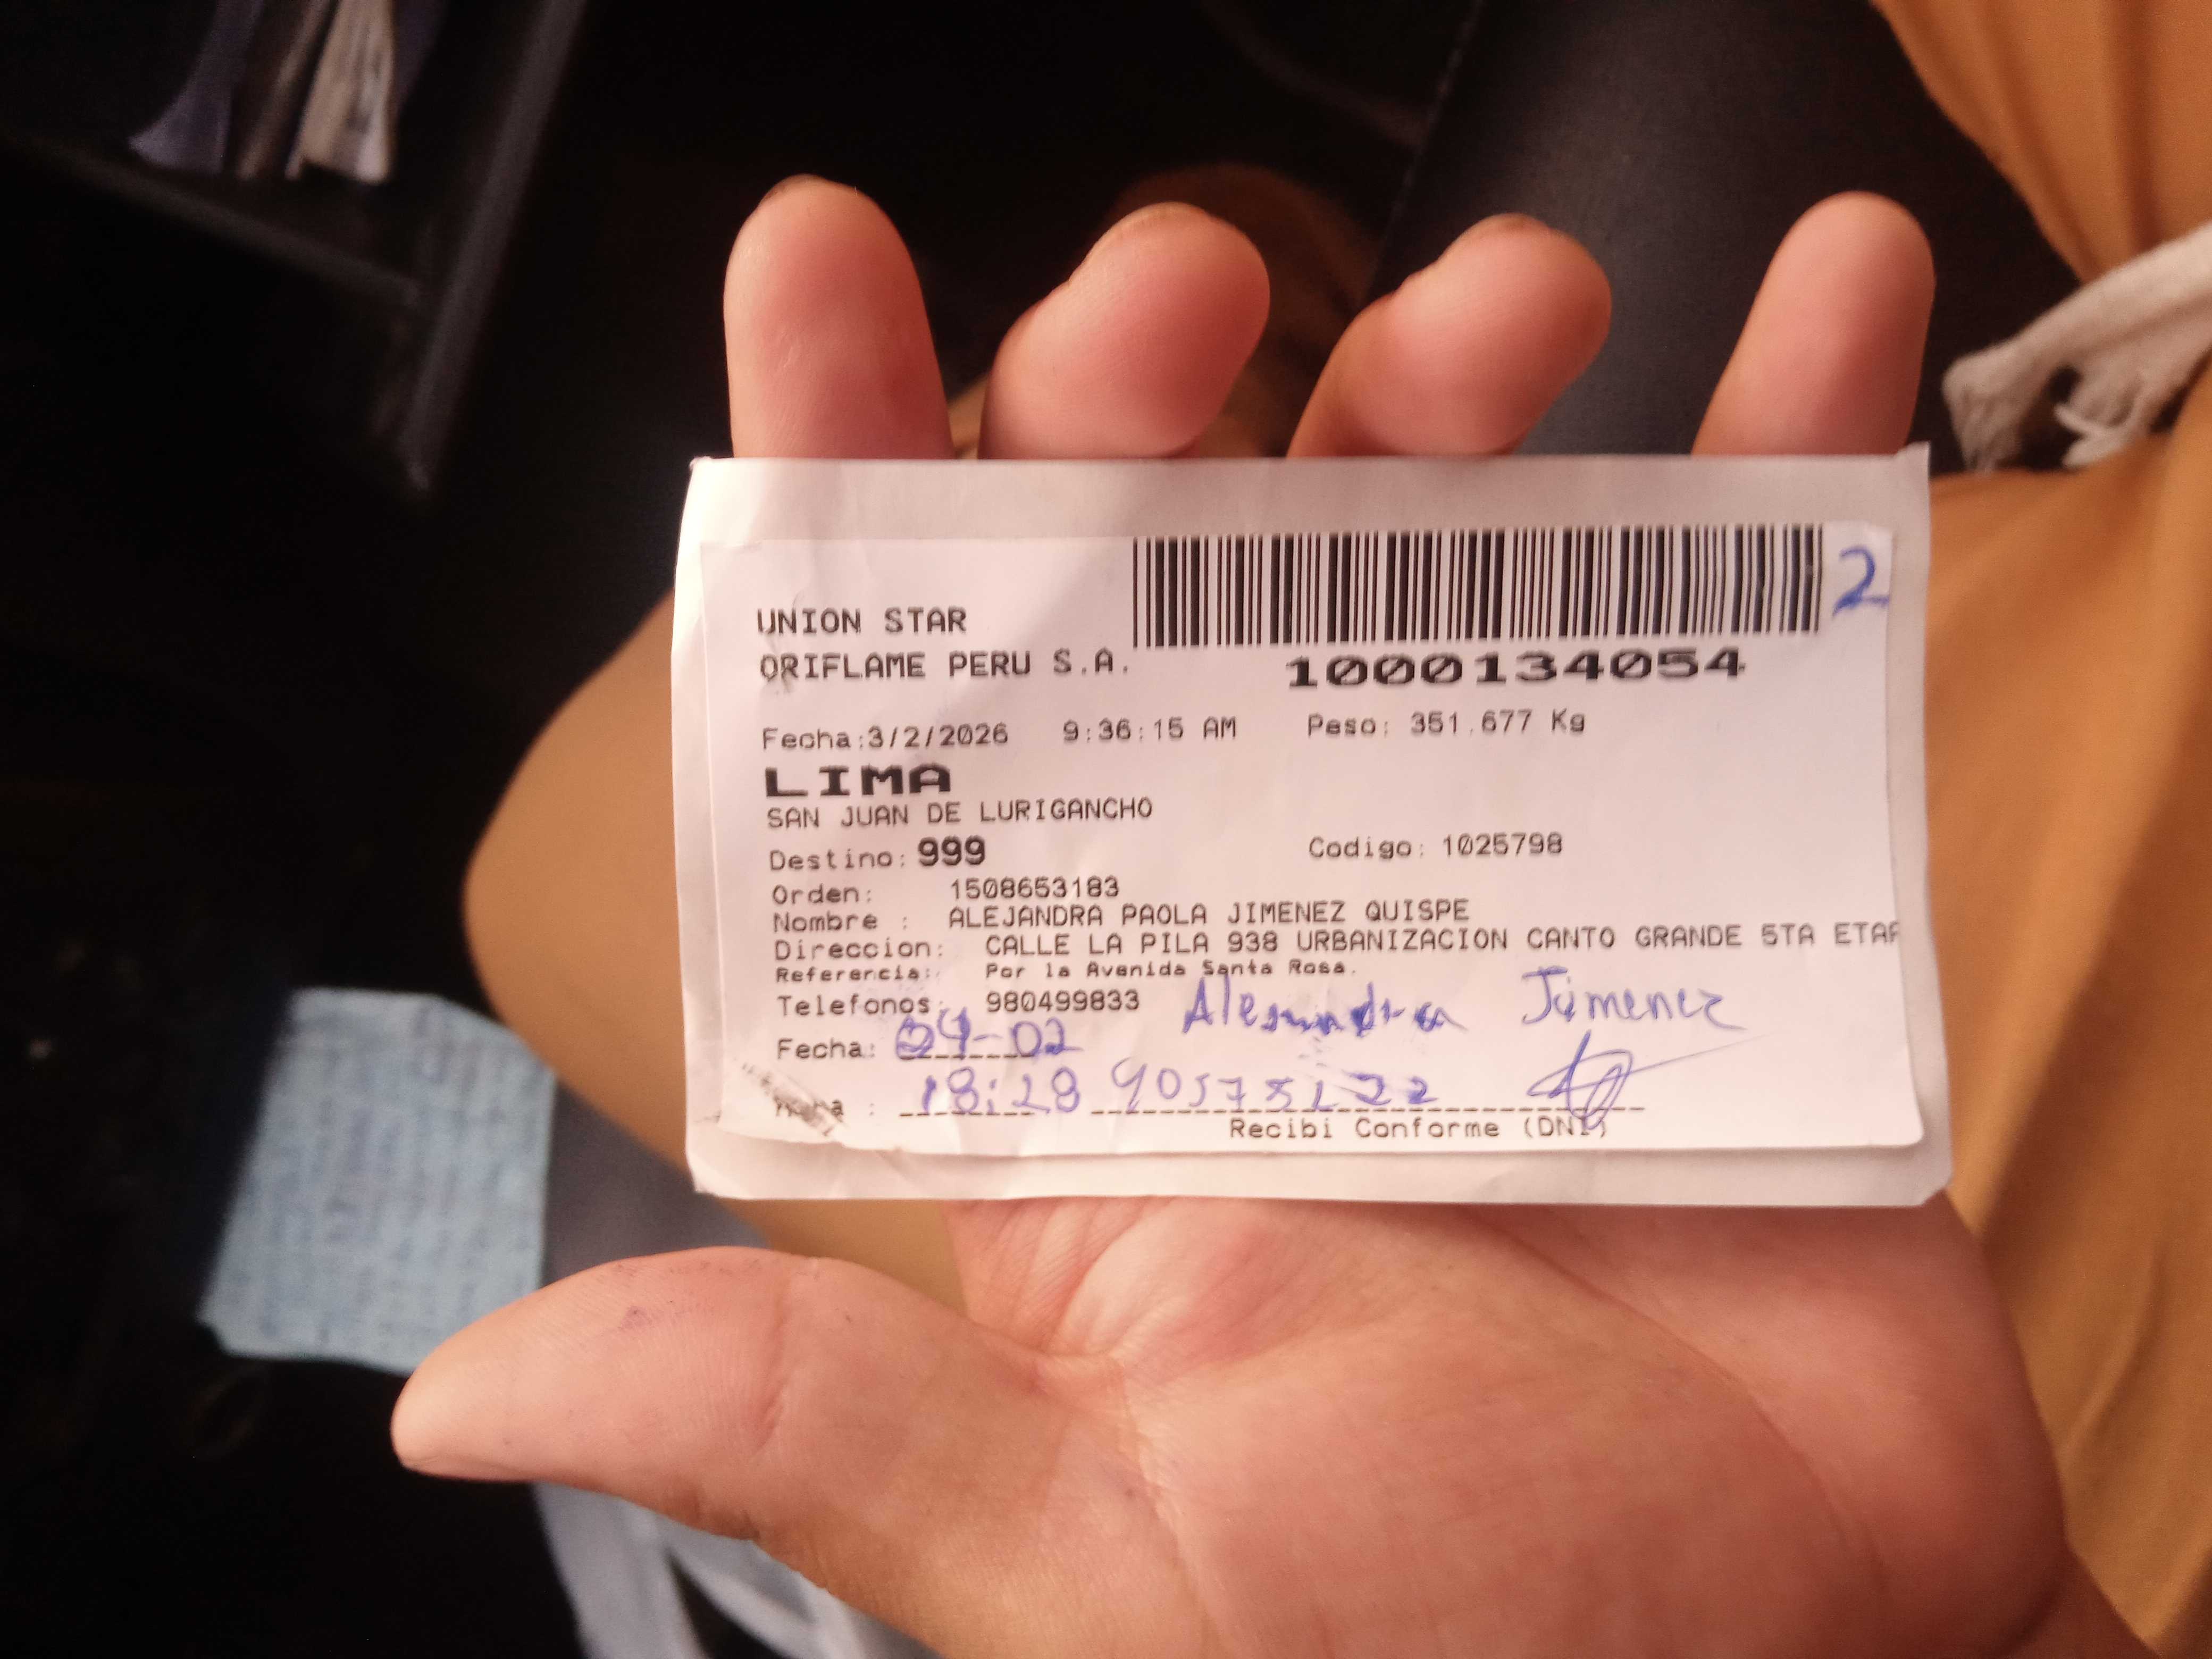 UNION STAR
2
ORIFLAME PERU S.A.
1000134054
Fecha:3/2/2026 9:36:15 AM Peso: 351.677 Kg
LIMA
SAN JUAN DE LURIGANCHO
Destino: 999 Codigo: 1025798
Orden: 1508653183
Nombre : ALEJANDRA PAOLA JIMENEZ QUISPE
Direccion: CALLE LA PILA 938 URBANIZACION CANTO GRANDE 5TA ETAP
Referencia: Por la Avenida Santa Rosa.
Telefonos: 980499833 Jimenez
Fecha: 04-02
18:28
Recibi Conforme (DNI)